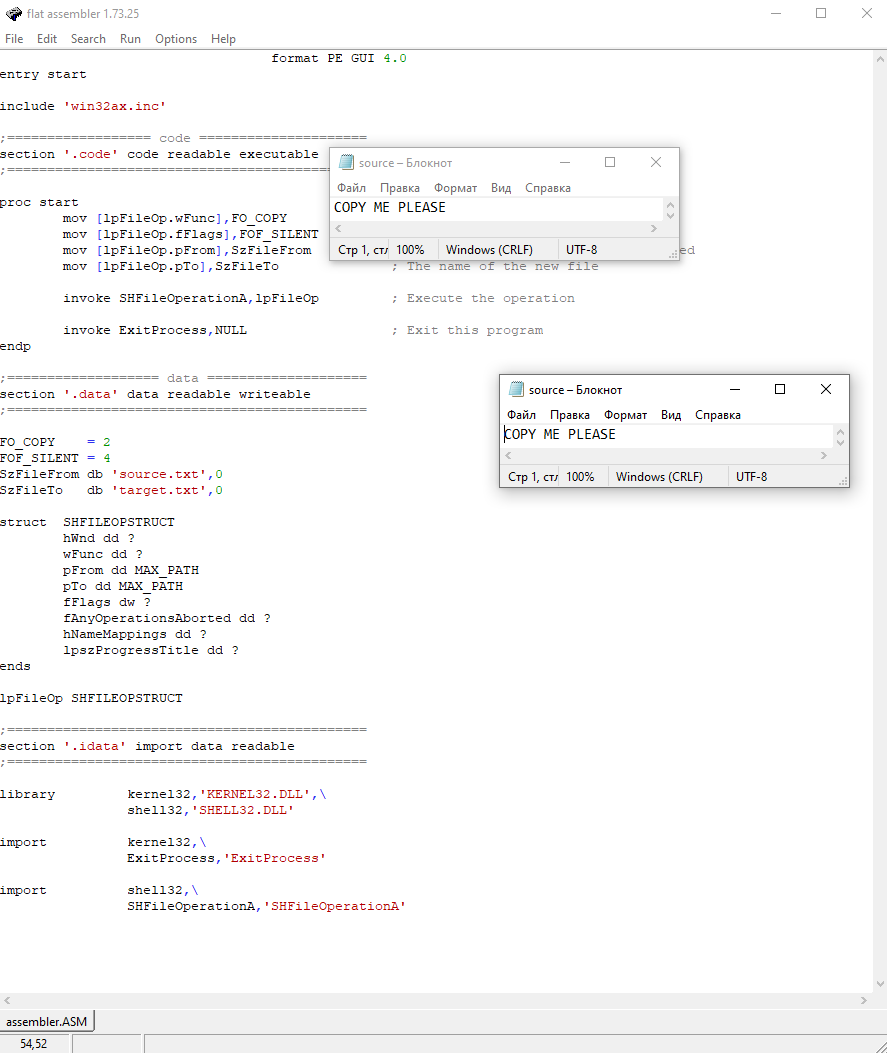 flat assembler 1.73.25
File Edit Search Run Options Help
format PE GUI 4.0
entry start
include 'win32ax.inc'
;================== code =====================
section '.code' code readable executable
;=========================================
proc start
mov [lpFileOp.wFunc],FO_COPY
mov [lpFileOp.fFlags],FOF_SILENT
mov [lpFileOp.pFrom],SzFileFrom ed
mov [lpFileOp.pTo],SzFileTo ; The name of the new file
invoke SHFileOperationA,lpFileOp ; Execute the operation
invoke ExitProcess,NULL ; Exit this program
endp
;=================== data ====================
section '.data' data readable writeable
;=============================================
FO_COPY = 2
FOF_SILENT = 4
SzFileFrom db 'source.txt',0
SzFileTo db 'target.txt',0
struct SHFILEOPSTRUCT
hWnd dd ?
wFunc dd ?
pFrom dd MAX_PATH
pTo dd MAX_PATH
fFlags dw ?
fAnyOperationsAborted dd ?
hNameMappings dd ?
lpszProgressTitle dd ?
ends
lpFileOp SHFILEOPSTRUCT
;=============================================
section '.idata' import data readable
;=============================================
library kernel32,'KERNEL32.DLL',\
shell32,'SHELL32.DLL'
import kernel32,\
ExitProcess,'ExitProcess'
import shell32,\
SHFileOperationA,'SHFileOperationA'
assembler.ASM
54,52
source – Блокнот
Файл Правка Формат Вид Справка
COPY ME PLEASE
Стр 1, стл 100% Windows (CRLF) UTF-8
source – Блокнот
Файл Правка Формат Вид Справка
COPY ME PLEASE
Стр 1, стл 100% Windows (CRLF) UTF-8